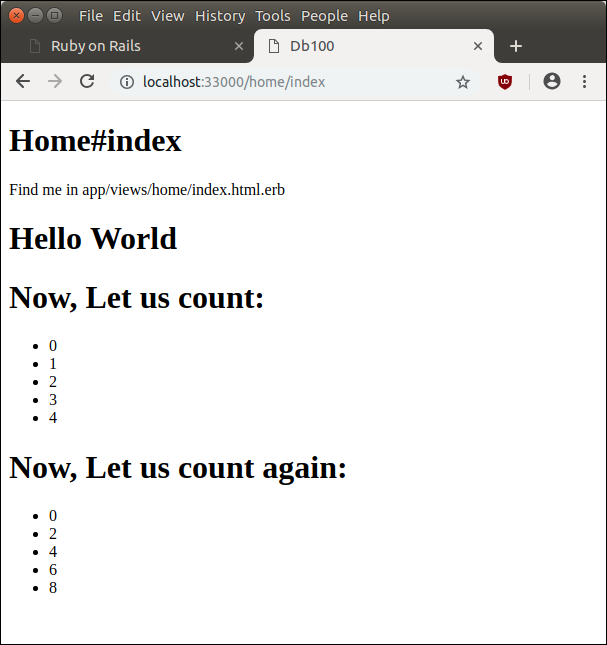 File Edit View History Tools People Help
Ruby on Rails
Db100
localhost:33000/home/index
Home#index
Find me in app/views/home/index.html.erb
Hello World
Now, Let us count:
0
1
2
3
4
Now, Let us count again:
0
2
4
6
8